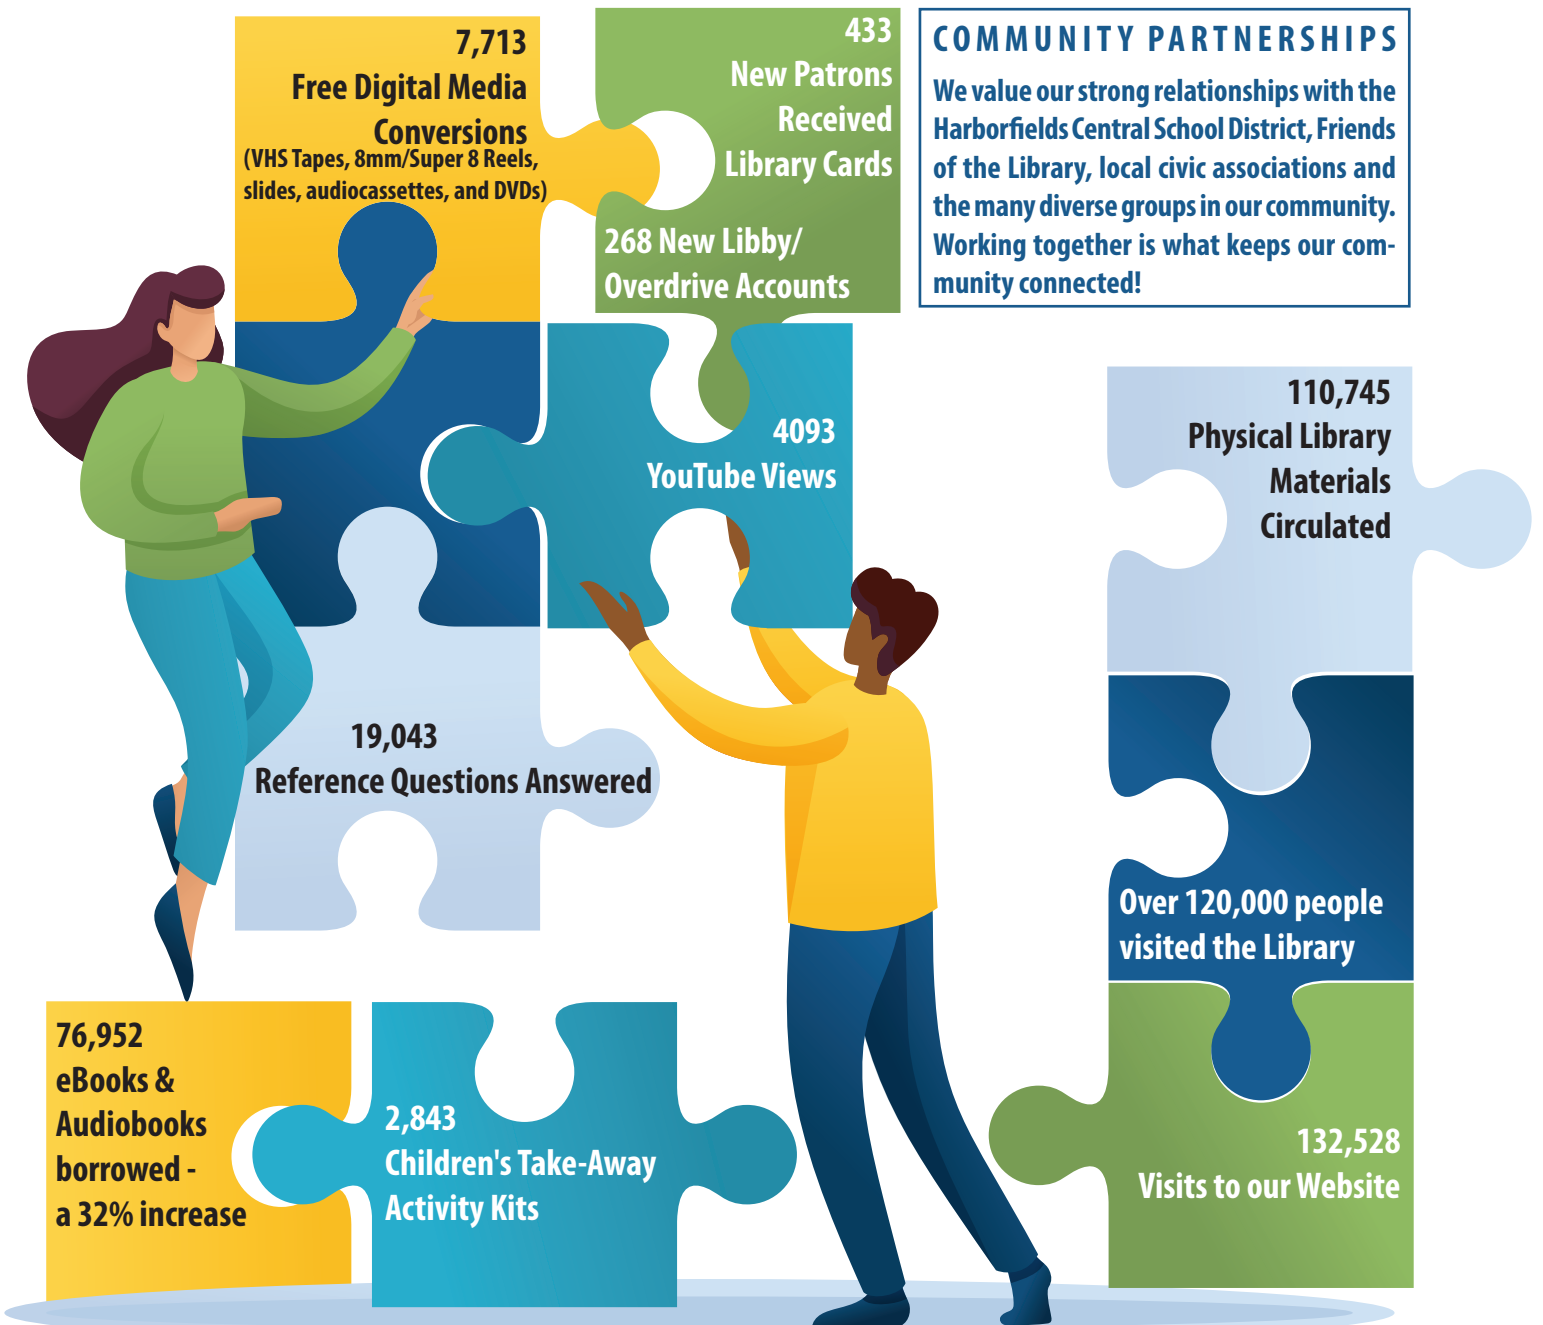 7,713
Free Digital Media
Conversions
(VHS Tapes, 8mm/Super 8 Reels,
slides, audiocassettes, and DVDs)
433
New Patrons
Received
Library Cards
268 New Libby/
Overdrive Accounts
COMMUNITY PARTNERSHIPS
We value our strong relationships with the
Harborfields Central School District, Friends
of the Library, local civic associations and
the many diverse groups in our community.
Working together is what keeps our com-
munity connected!
4093
YouTube Views
110,745
Physical Library
Materials
Circulated
19,043
Reference Questions Answered
Over 120,000 people
visited the Library
76,952
eBooks &
Audiobooks
borrowed -
a 32% increase
2,843
Children's Take-Away
Activity Kits
132,528
Visits to our Website